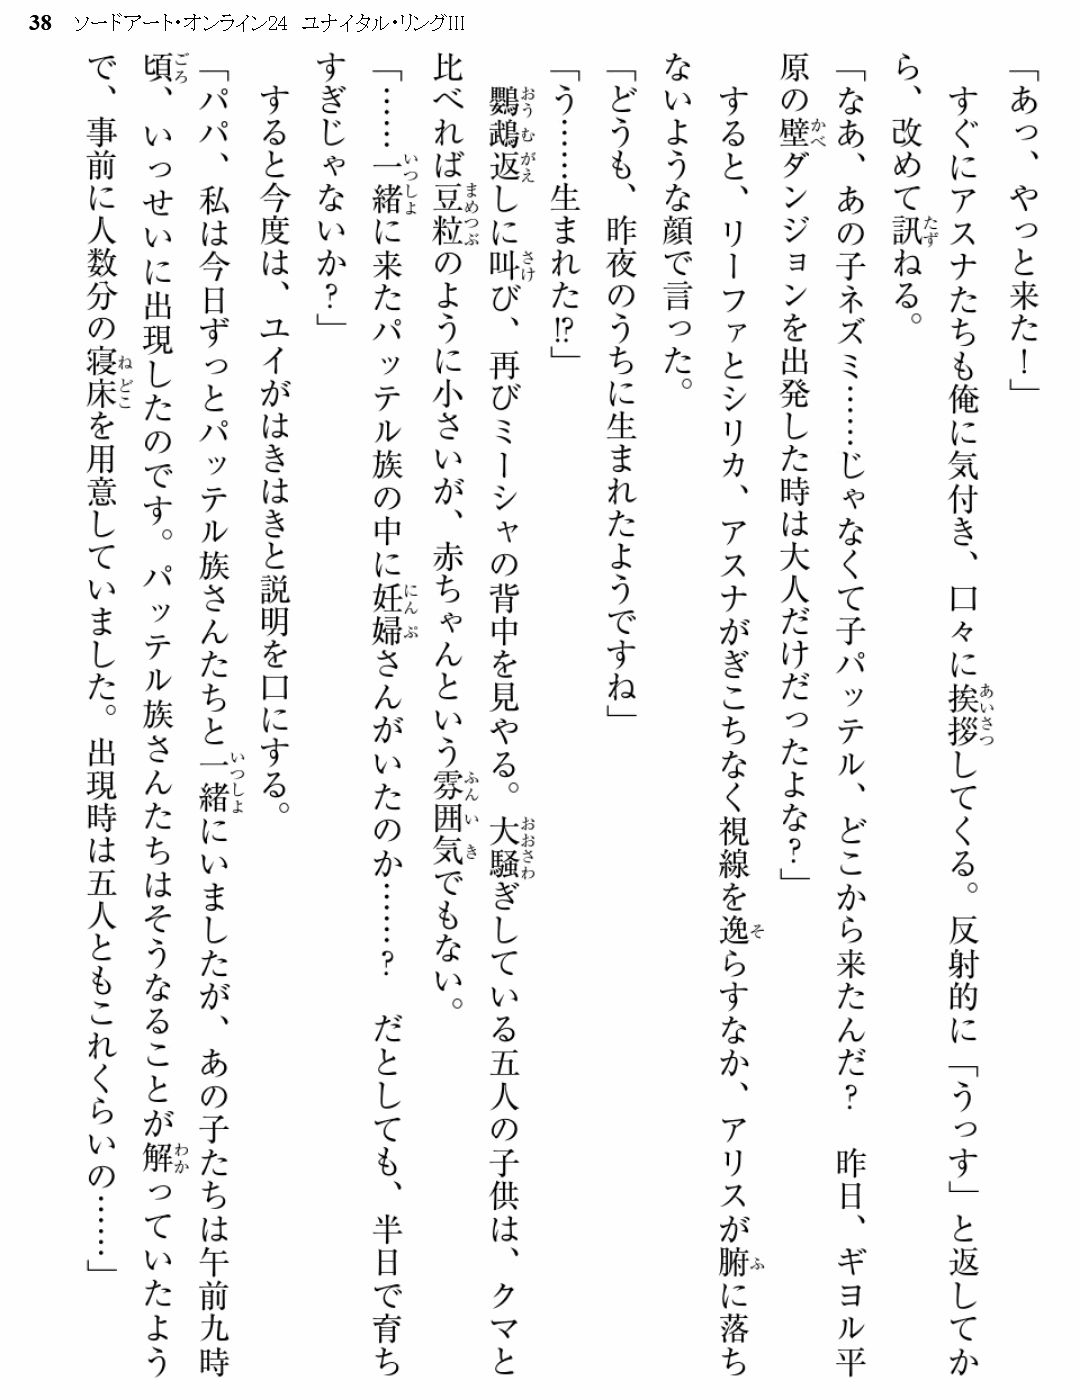 38 ソードアート・オンライン24 ユナイタル・リングIII
「あっ、やっと来た！」
　すぐにアスナたちも俺に気付き、口々に挨拶してくる。反射的に「うっす」と返してか
ら、改めて訊ねる。
「なあ、あの子ネズミ……じゃなくて子パッテル、どこから来たんだ？　昨日、ギヨル平
原の壁ダンジョンを出発した時は大人だけだったよな？」
　すると、リーファとシリカ、アスナがぎこちなく視線を逸らすなか、アリスが腑に落ち
ないような顔で言った。
「どうも、昨夜のうちに生まれたようですね」
「う……生まれた!?」
　鸚鵡返しに叫び、再びミーシャの背中を見やる。大騒ぎしている五人の子供は、クマと
比べれば豆粒のように小さいが、赤ちゃんという雰囲気でもない。
「……一緒に来たパッテル族の中に妊婦さんがいたのか……？　だとしても、半日で育ち
すぎじゃないか？」
　すると今度は、ユイがはきはきと説明を口にする。
「パパ、私は今日ずっとパッテル族さんたちと一緒にいましたが、あの子たちは午前九時
頃、いっせいに出現したのです。パッテル族さんたちはそうなることが解っていたよう
で、事前に人数分の寝床を用意していました。出現時は五人ともこれくらいの……」